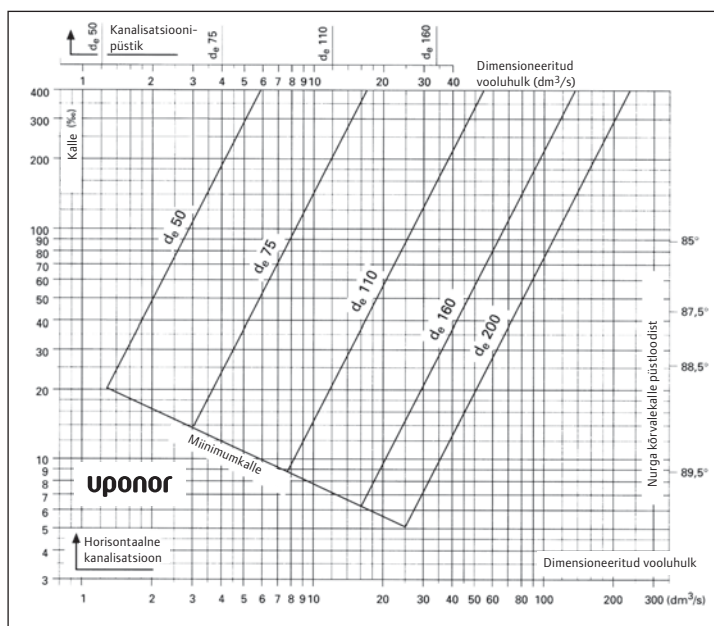 Kanalisatsiooni-
püstik
dₑ 50
dₑ 75
dₑ 110
dₑ 160
Dimensioneeritud
vooluhulk (dm³/s)
1 2 3 4 5 6 7 8 9 10 20 30 40
Kalle (‰)
400
300
200
100
90
80
70
60
50
40
30
20
10
9
8
7
6
5
4
3
dₑ 50
dₑ 75
dₑ 110
dₑ 160
dₑ 200
Miinimumkalle
85°
87,5°
88,5°
89,5°
Nurga kõrvalekalle püstloodist
uponor
Horisontaalne
kanalisatsioon
Dimensioneeritud vooluhulk
1 2 3 4 5 6 7 8 9 10 20 30 40 50 60 100 200 300 (dm³/s)